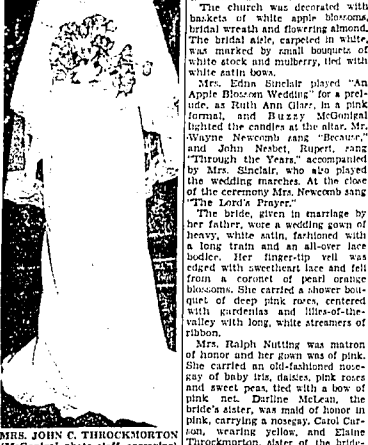 The church was decorated with
baskets of white apple blossoms,
bridal wreath and flowering almond.
The bridal aisle, carpeted in white,
was marked by small bouquets of
white stock and mulberry, tied with
white satin bows.
Mrs. Edna Sinclair played "An
Apple Blossom Wedding" for a prel-
ude, as Ruth Ann Glass, in a pink
formal, and Buzzy McGonigal
lighted the candles at the altar. Mr.
Wayne Newcomb sang "Because,"
and John Nesbet, Rupert, sang
"Through the Years," accompanied
by Mrs. Sinclair, who also played
the wedding marches. At the close
of the ceremony Mrs. Newcomb sang
"The Lord's Prayer."
The bride, given in marriage by
her father, wore a wedding gown of
heavy, white satin, fashioned with
a long train and an all-over lace
bodice. Her finger-tip veil was
edged with sweetheart lace and fell
from a coronet of pearl orange
blossoms. She carried a shower bou-
quet of deep pink roses, centered
with gardenias and lilies-of-the-
valley with long, white streamers of
ribbon.
Mrs. Ralph Nutting was matron
of honor and her gown was of pink.
She carried an old-fashioned nose-
gay of baby iris, daisies, pink roses
and sweet peas, tied with a bow of
pink net. Darline McLean, the
bride's sister, was maid of honor in
pink, carrying a nosegay. Carol Cur-
gon, wearing yellow, and Elaine
Throckmorton, sister of the bride-
MRS. JOHN C. THROCKMORTON